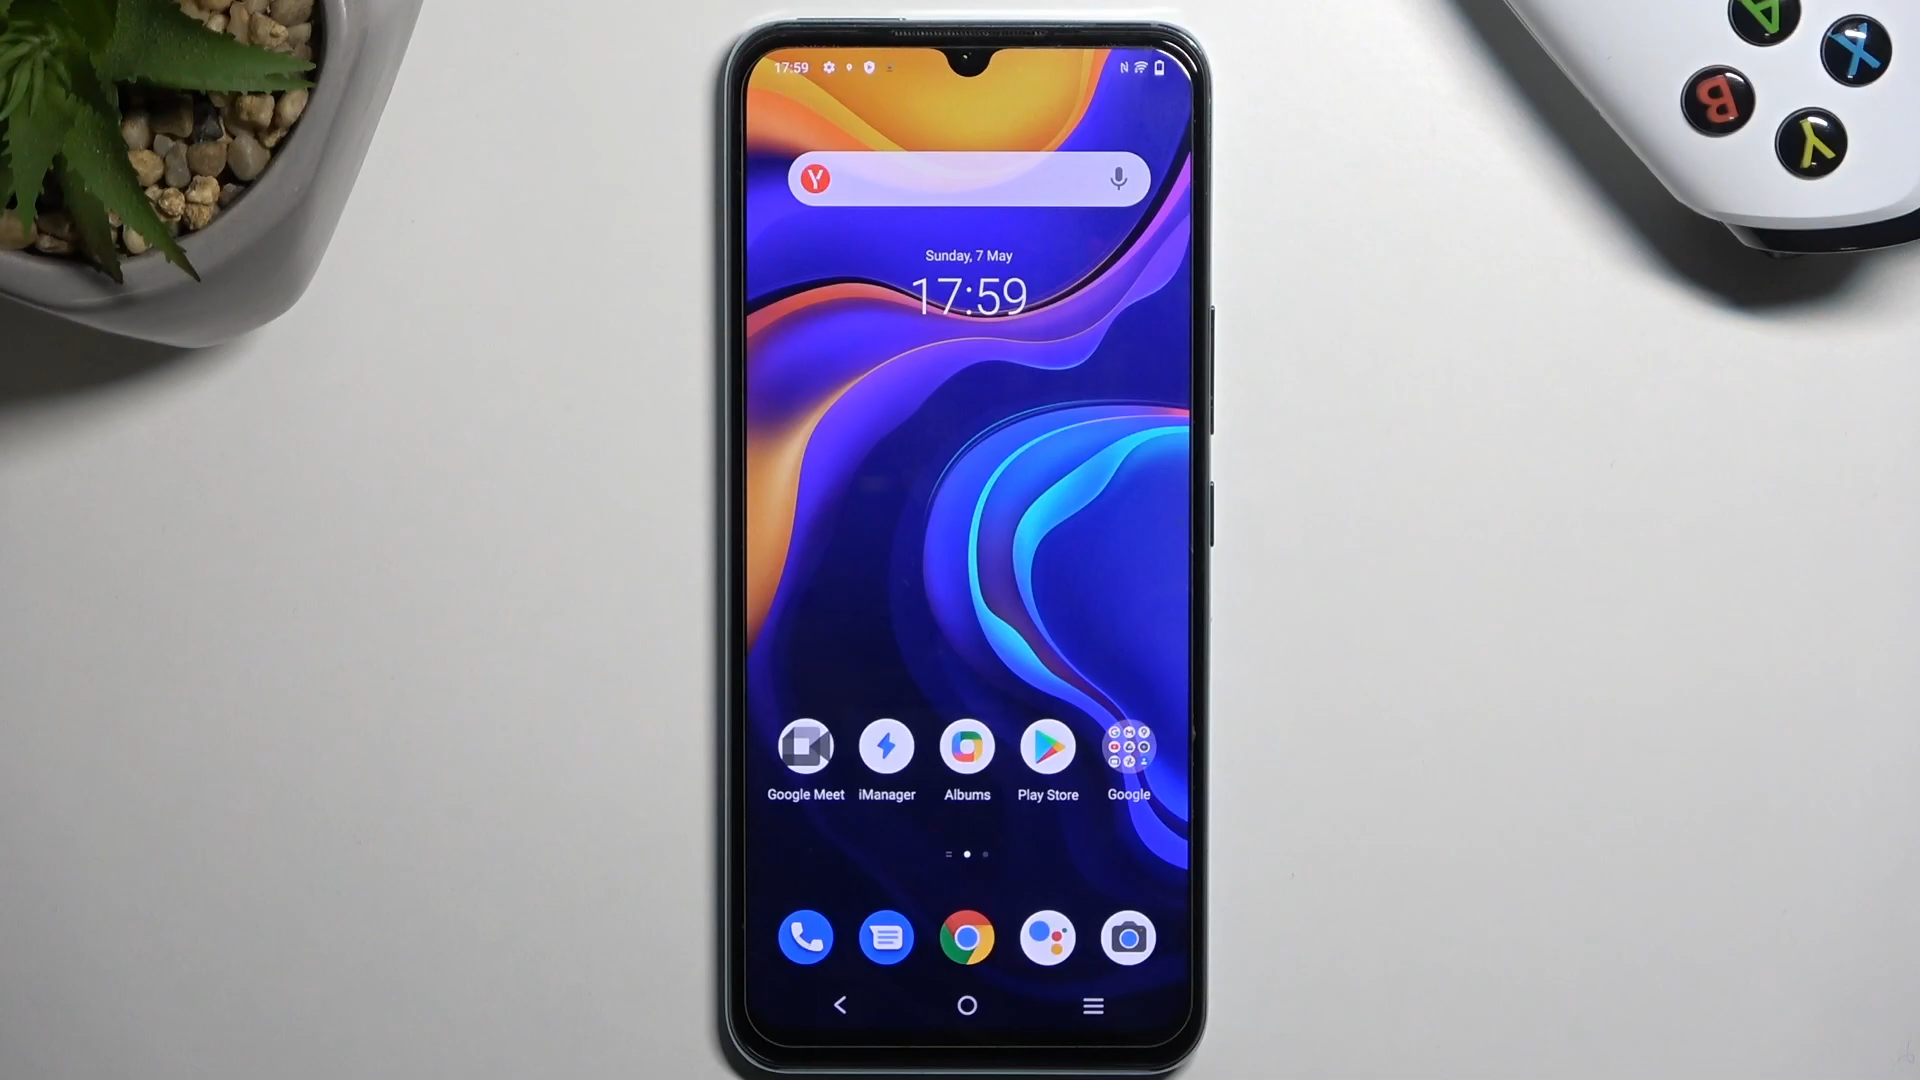 17:59
Y
Sunday, 7 May
17:59
Google Meet
iManager
Albums
Play Store
Google
A
X
B
Y